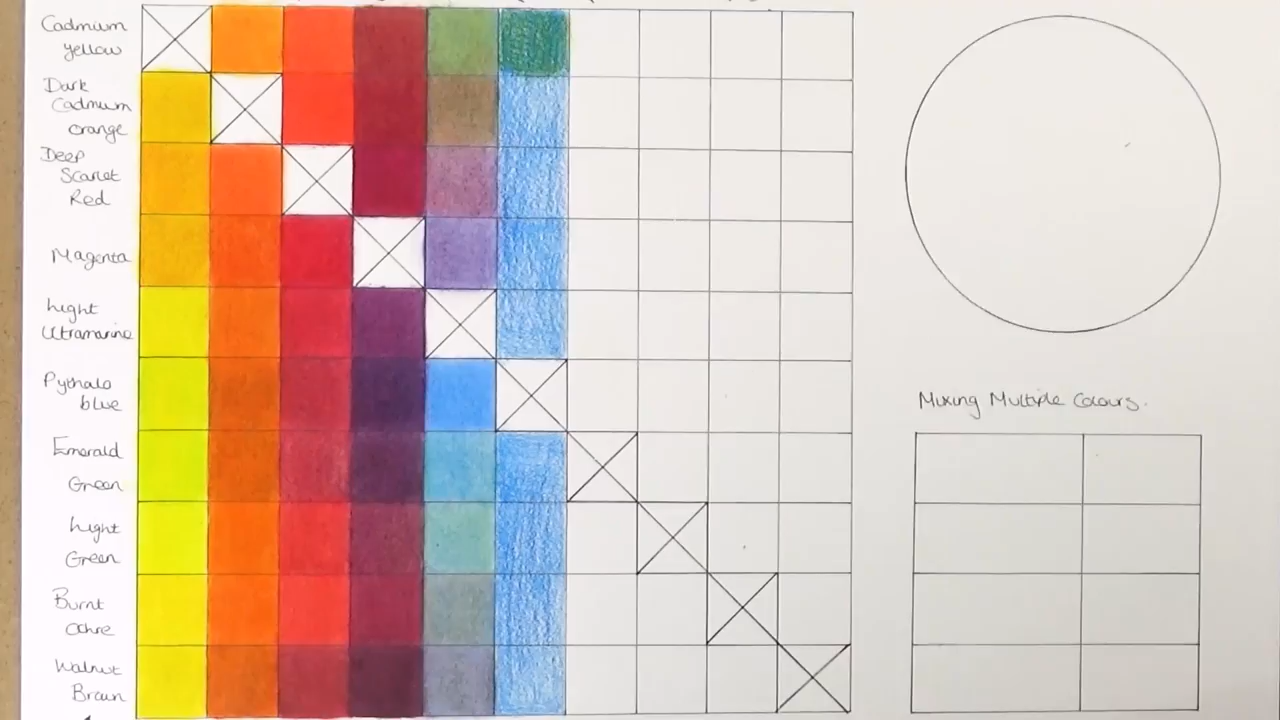 Cadmium
yellow
Dark
Cadmium
Orange
Deep
Scarlet
Red
Magenta
Light
Ultramarine
Pythalo
blue
Emerald
Green
Light
Green
Burnt
Ochre
Walnut
Brown
Mixing Multiple Colours.